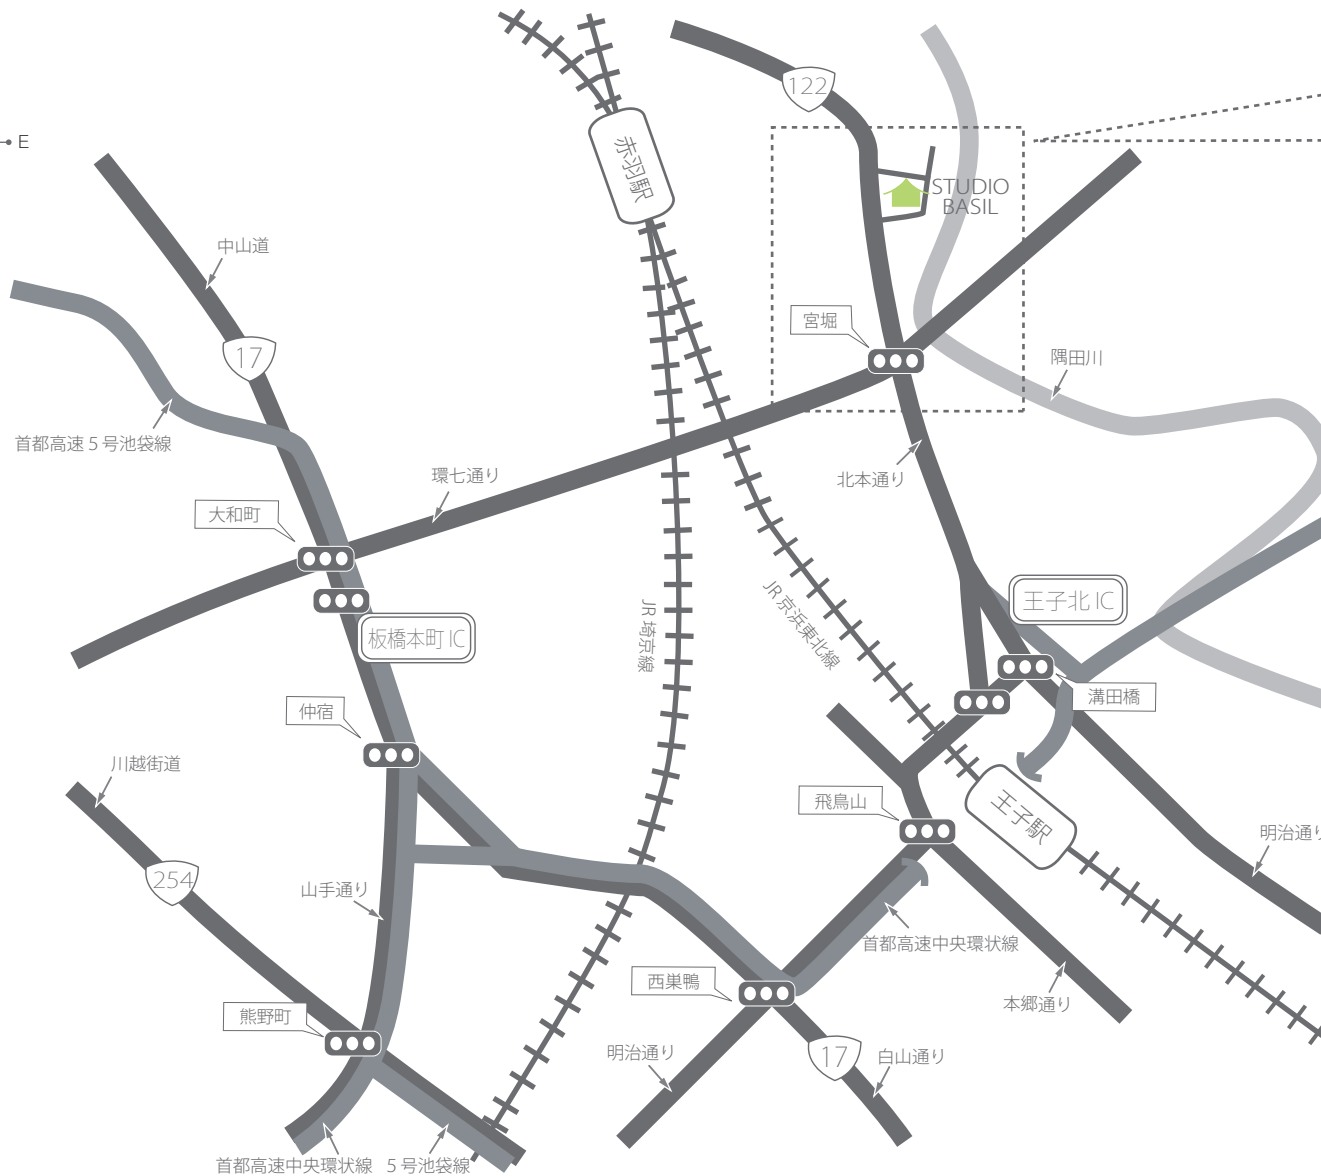 122
E
赤羽駅
STUDIO
BASIL
中山道
宮堀
17
隅田川
首都高速 5 号池袋線
環七通り
北本通り
大和町
王子北 IC
JR 埼京線
JR 京浜東北線
板橋本町 IC
仲宿
溝田橋
川越街道
飛鳥山
王子駅
明治通り
254
山手通り
首都高速中央環状線
西巣鴨
本郷通り
熊野町
明治通り
17
白山通り
首都高速中央環状線
5 号池袋線